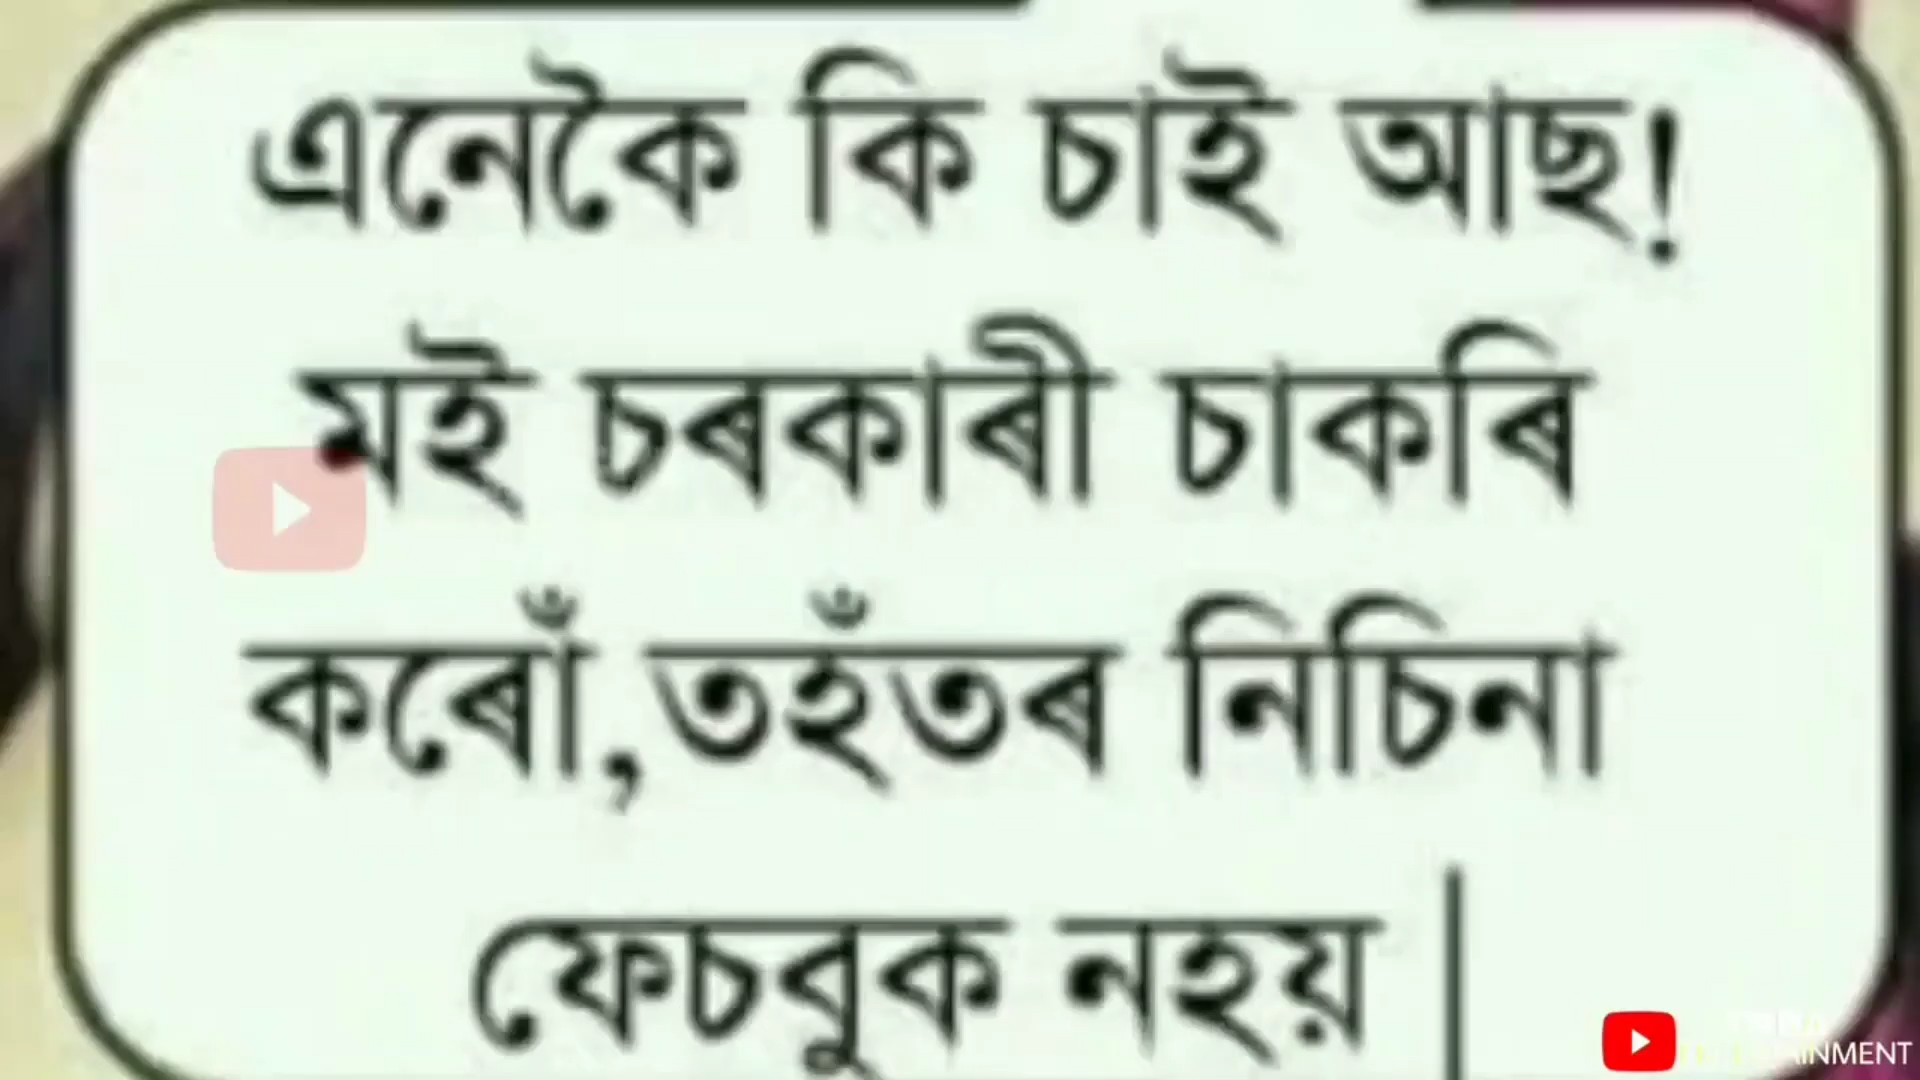 এনেকৈ কি চাই আছ!
মই চৰকাৰী চাকৰি
কৰোঁ,তহঁতৰ নিচিনা
ফেচবুক নহয় |